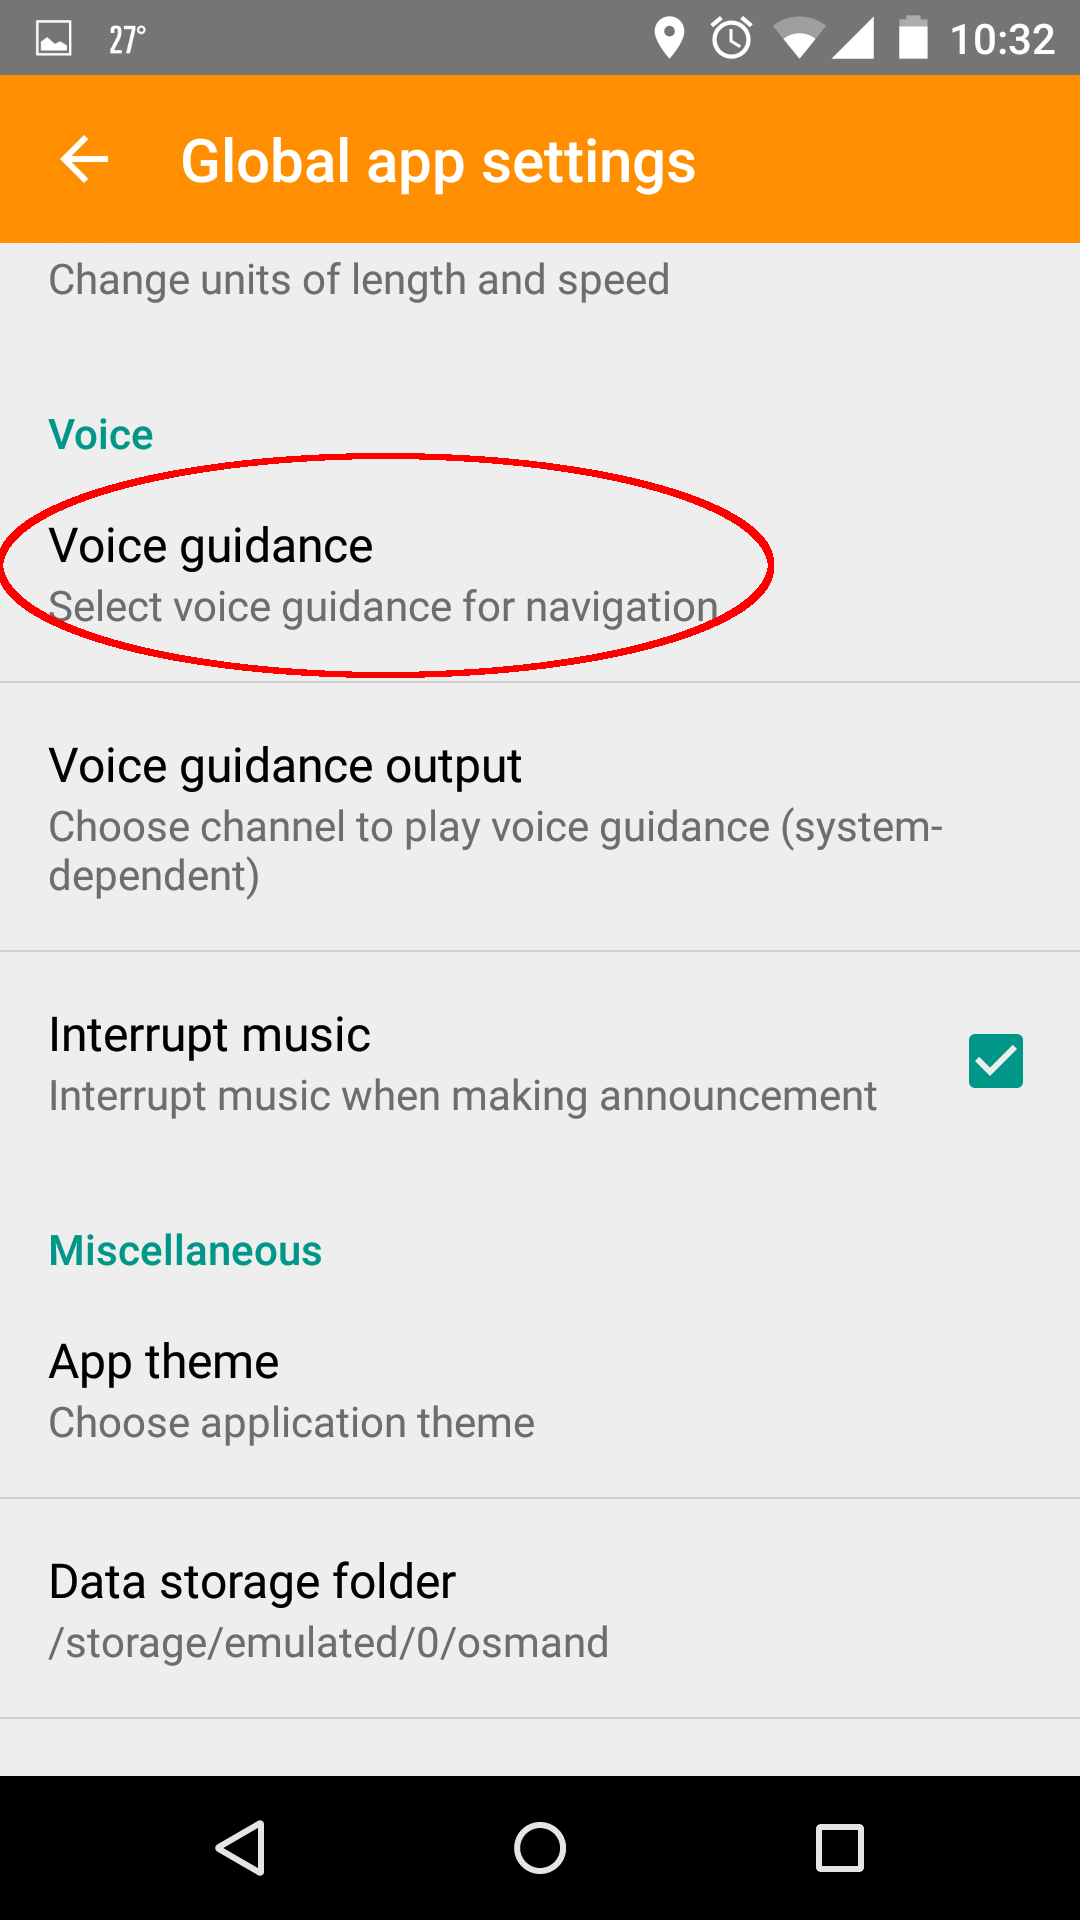 27° 10:32
Global app settings
Change units of length and speed
Voice
Voice guidance
Select voice guidance for navigation
Voice guidance output
Choose channel to play voice guidance (system-
dependent)
Interrupt music
Interrupt music when making announcement
Miscellaneous
App theme
Choose application theme
Data storage folder
/storage/emulated/0/osmand